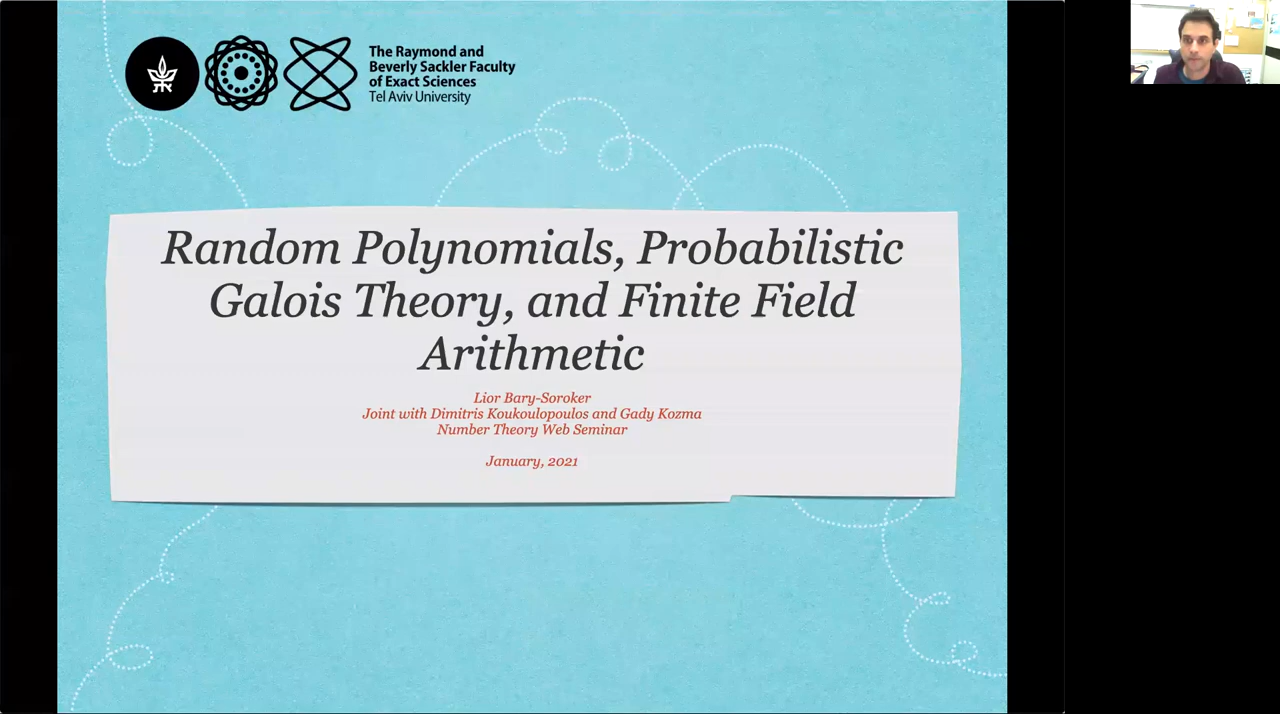 The Raymond and
Beverly Sackler Faculty
of Exact Sciences
Tel Aviv University
Random Polynomials, Probabilistic
Galois Theory, and Finite Field
Arithmetic
Lior Bary-Soroker
Joint with Dimitris Koukoulopoulos and Gady Kozma
Number Theory Web Seminar
January, 2021